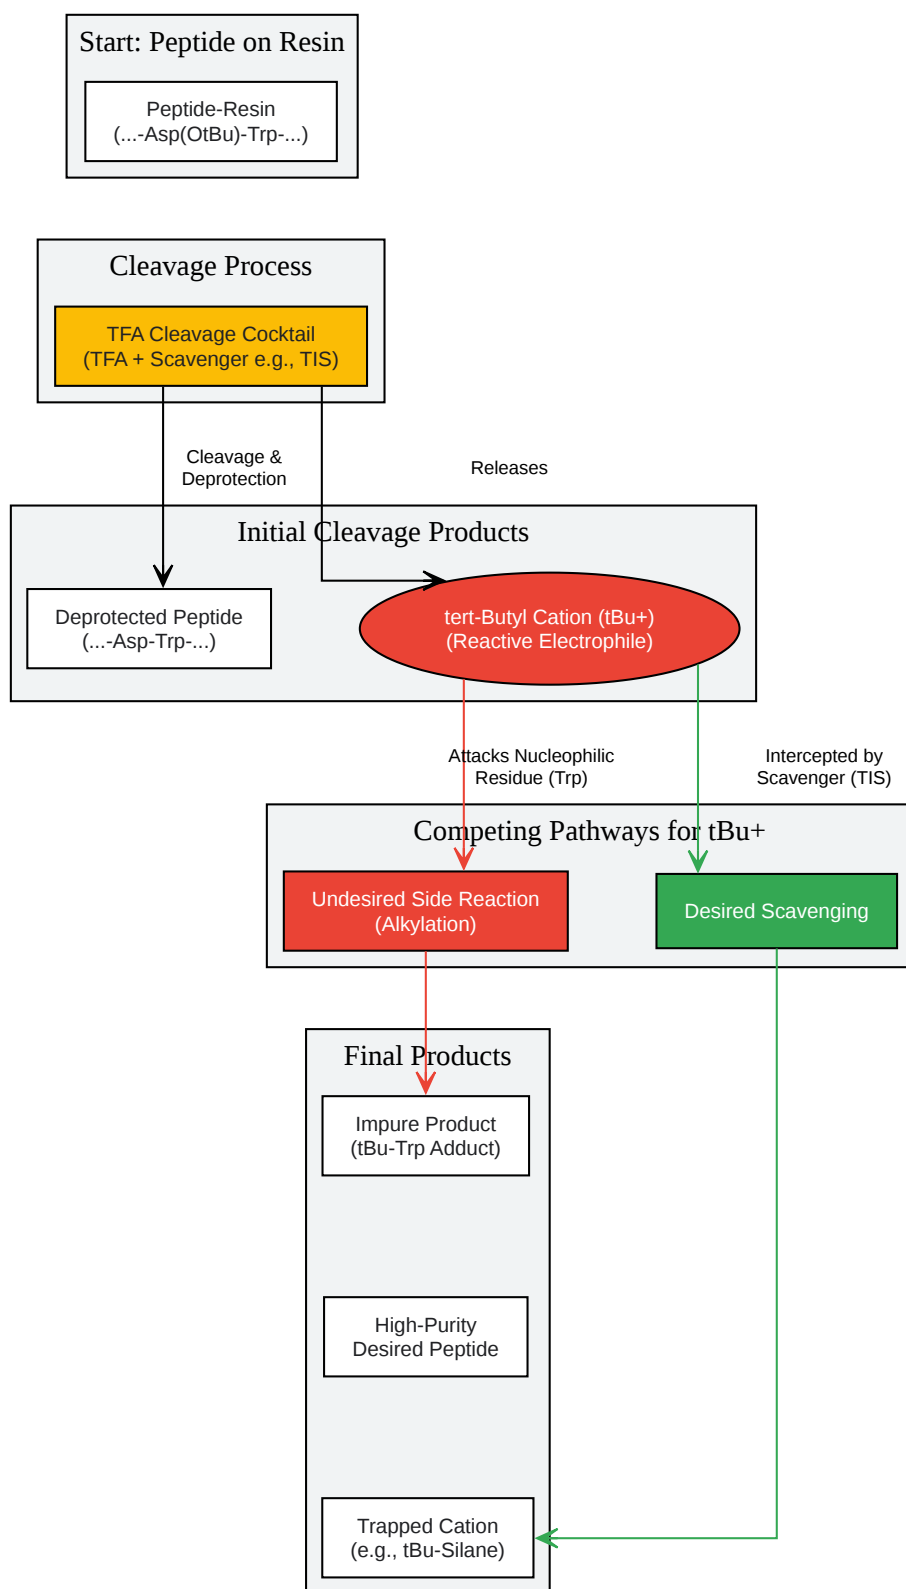 Start: Peptide on Resin
Peptide-Resin
(...-Asp(OtBu)-Trp-...)
Cleavage Process
TFA Cleavage Cocktail
(TFA + Scavenger e.g., TIS)
Cleavage &
Deprotection
Releases
Initial Cleavage Products
Deprotected Peptide
(...-Asp-Trp-...)
tert-Butyl Cation (tBu+)
(Reactive Electrophile)
Attacks Nucleophilic
Residue (Trp)
Intercepted by
Scavenger (TIS)
Competing Pathways for tBu+
Undesired Side Reaction
(Alkylation)
Desired Scavenging
Final Products
Impure Product
(tBu-Trp Adduct)
High-Purity
Desired Peptide
Trapped Cation
(e.g., tBu-Silane)